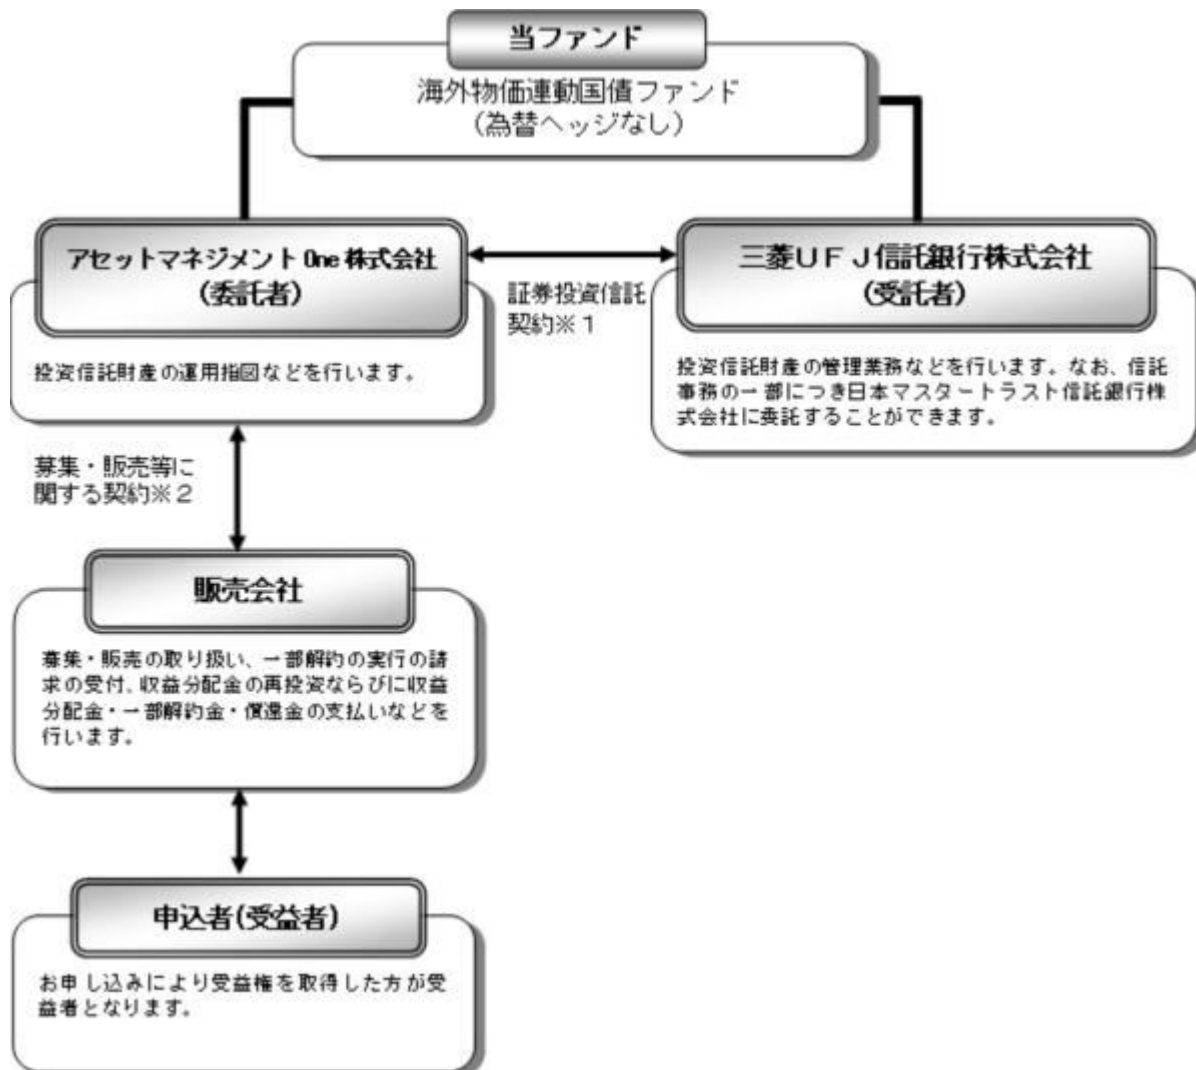 当ファンド
海外物価連動国債ファンド
（為替ヘッジなし）
アセットマネジメントOne株式会社
（委託者）
投資信託財産の運用指図などを行います。
証券投資信託
契約※１
三菱ＵＦＪ信託銀行株式会社
（受託者）
投資信託財産の管理業務などを行います。なお、信託
事務の一部につき日本マスタートラスト信託銀行株
式会社に委託することができます。
募集・販売等に
関する契約※２
販売会社
募集・販売の取り扱い、一部解約の実行の請
求の受付、収益分配金の再投資ならびに収益
分配金・一部解約金・償還金の支払いなどを
行います。
申込者(受益者)
お申し込みにより受益権を取得した方が受
益者となります。